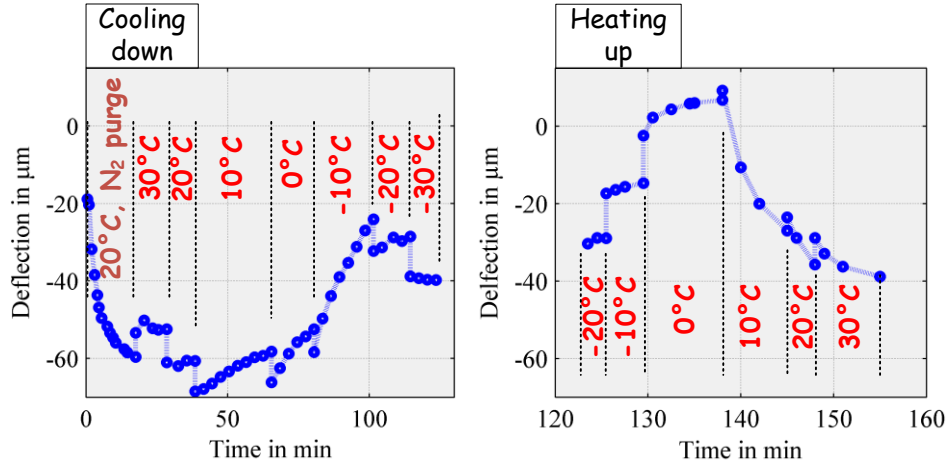 Cooling
down
Deflection in μm
0
-20
-40
-60
20°C, N₂ purge
30°C
20°C
10°C
0°C
-10°C
-20°C
-30°C
0
50
100
Time in min
Heating
up
Delfection in μm
0
-20
-40
-60
-20°C
-10°C
0°C
10°C
20°C
30°C
120
130
140
150
160
Time in min